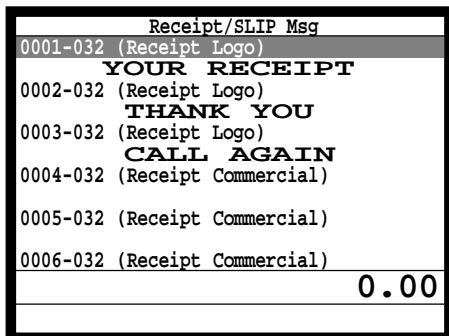 Receipt/SLIP Msg
0001-032 (Receipt Logo)
YOUR RECEIPT
0002-032 (Receipt Logo)
THANK YOU
0003-032 (Receipt Logo)
CALL AGAIN
0004-032 (Receipt Commercial)
0005-032 (Receipt Commercial)
0006-032 (Receipt Commercial)
0.00